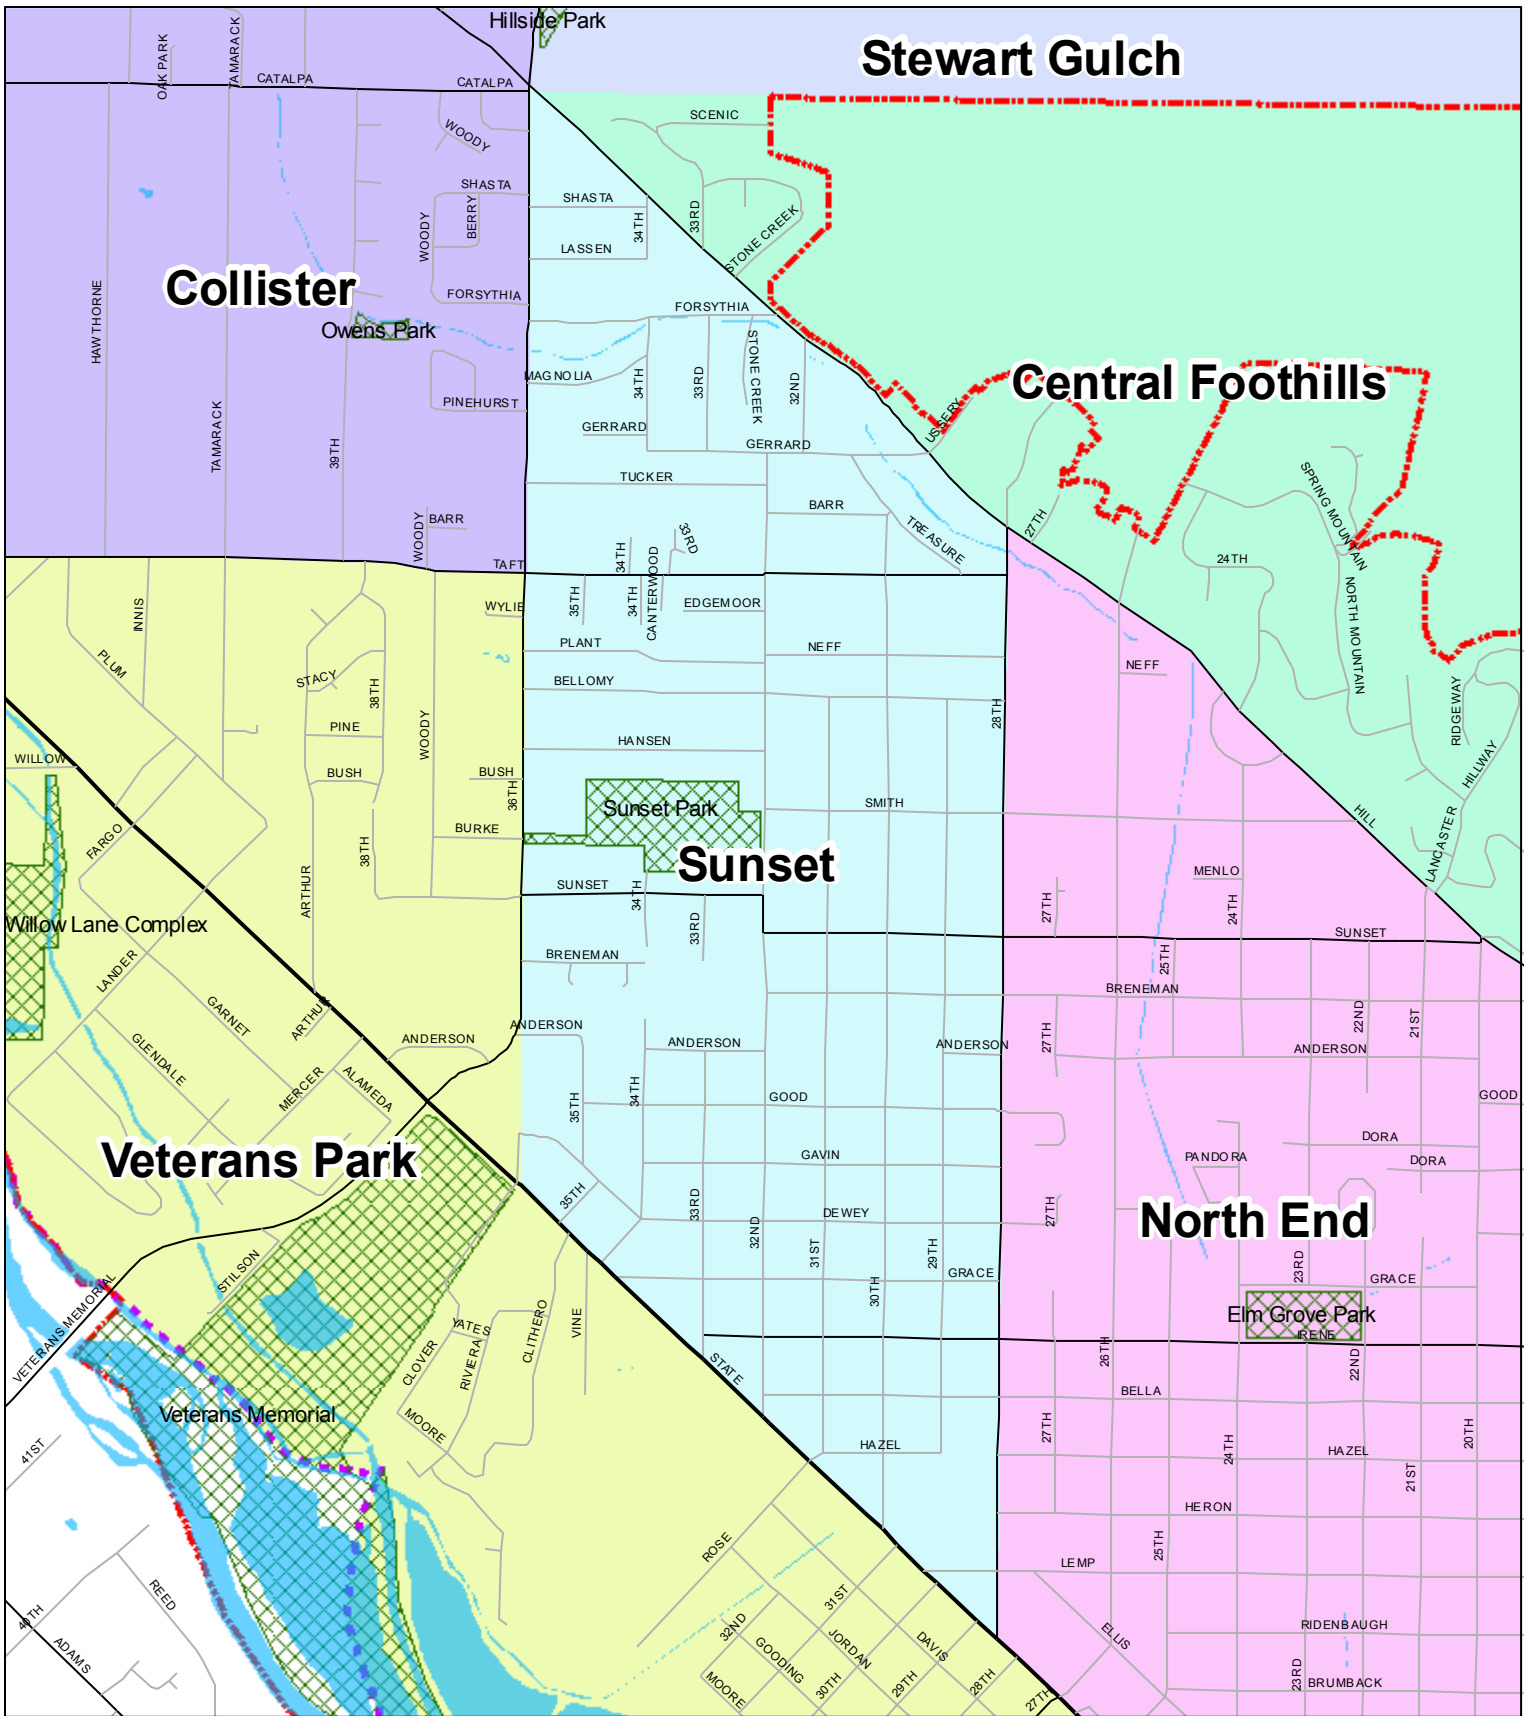 Hillside Park
Stewart Gulch
OAK PARK
TAMARACK
CATALPA
CATALPA
SCENIC
WOODY
SHASTA
SHASTA
BERRY
WOODY
34TH
33RD
LASSEN
STONE CREEK
Collister
FORSYTHIA
FORSYTHIA
HAWTHORNE
Owens Park
STONE CREEK
MAGNOLIA
34TH
33RD
32ND
Central Foothills
PINEHURST
USSERY
GERRARD
GERRARD
TAMARACK
39TH
TUCKER
BARR
SPRING MOUNTAIN
WOODY
BARR
33RD
TREASURE
27TH
34TH
24TH
TAFT
CANTERWOOD
INNIS
WYLIE
35TH
34TH
EDGEMOOR
NORTH MOUNTAIN
PLANT
NEFF
PLUM
STACY
38TH
NEFF
BELLOMY
28TH
RIDGEWAY
PINE
WOODY
HANSEN
WILLOW
BUSH
BUSH
HILLWAY
36TH
Sunset Park
SMITH
HILL
FARGO
BURKE
38TH
LANCASTER
Sunset
ARTHUR
SUNSET
34TH
MENLO
27TH
24TH
Willow Lane Complex
33RD
SUNSET
BRENEMAN
25TH
LANDER
BRENEMAN
GARNET
ARTHUR
22ND
21ST
ANDERSON
ANDERSON
ANDERSON
ANDERSON
27TH
ANDERSON
GLENDALE
MERCER
ALAMEDA
35TH
34TH
GOOD
GOOD
Veterans Park
GAVIN
DORA
PANDORA
DORA
35TH
33RD
DEWEY
27TH
North End
32ND
31ST
29TH
STILSON
30TH
GRACE
23RD
GRACE
VETERANS MEMORIAL
Elm Grove Park
IRENE
VINE
CLITHERO
YATES
RIVIERA
CLOVER
STATE
26TH
22ND
BELLA
Veterans Memorial
MOORE
27TH
20TH
41ST
HAZEL
24TH
HAZEL
21ST
HERON
ROSE
25TH
LEMP
REED
31ST
40TH
32ND
ADAMS
GOODING
JORDAN
DAVIS
ELLIS
RIDENBAUGH
MOORE
30TH
29TH
28TH
27TH
23RD
BRUMBACK